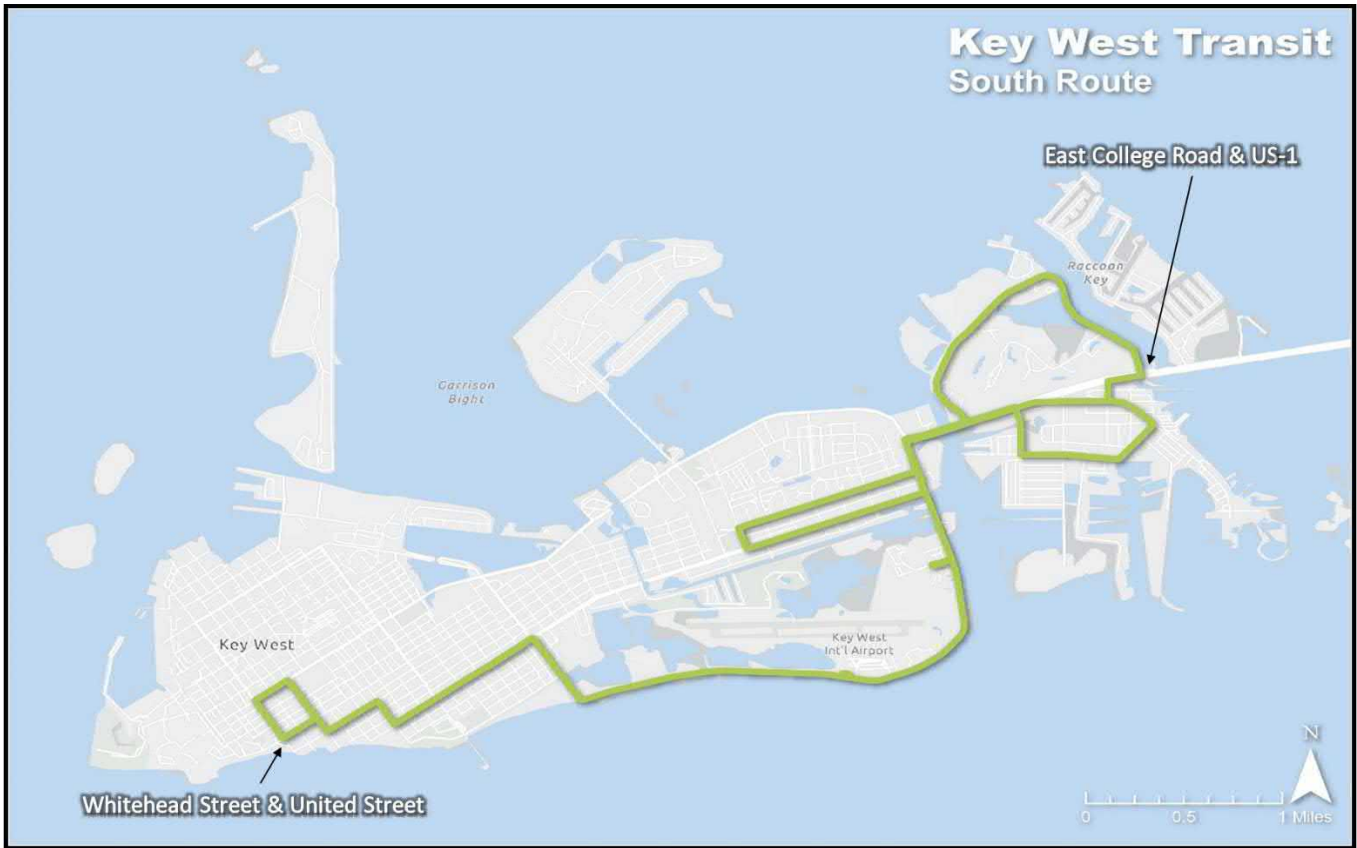 Key West Transit
South Route
East College Road & US-1
Raccoon
Key
Garrison
Bight
Key West
Key West
Int'l Airport
Whitehead Street & United Street
N
0 0.5 1 Miles